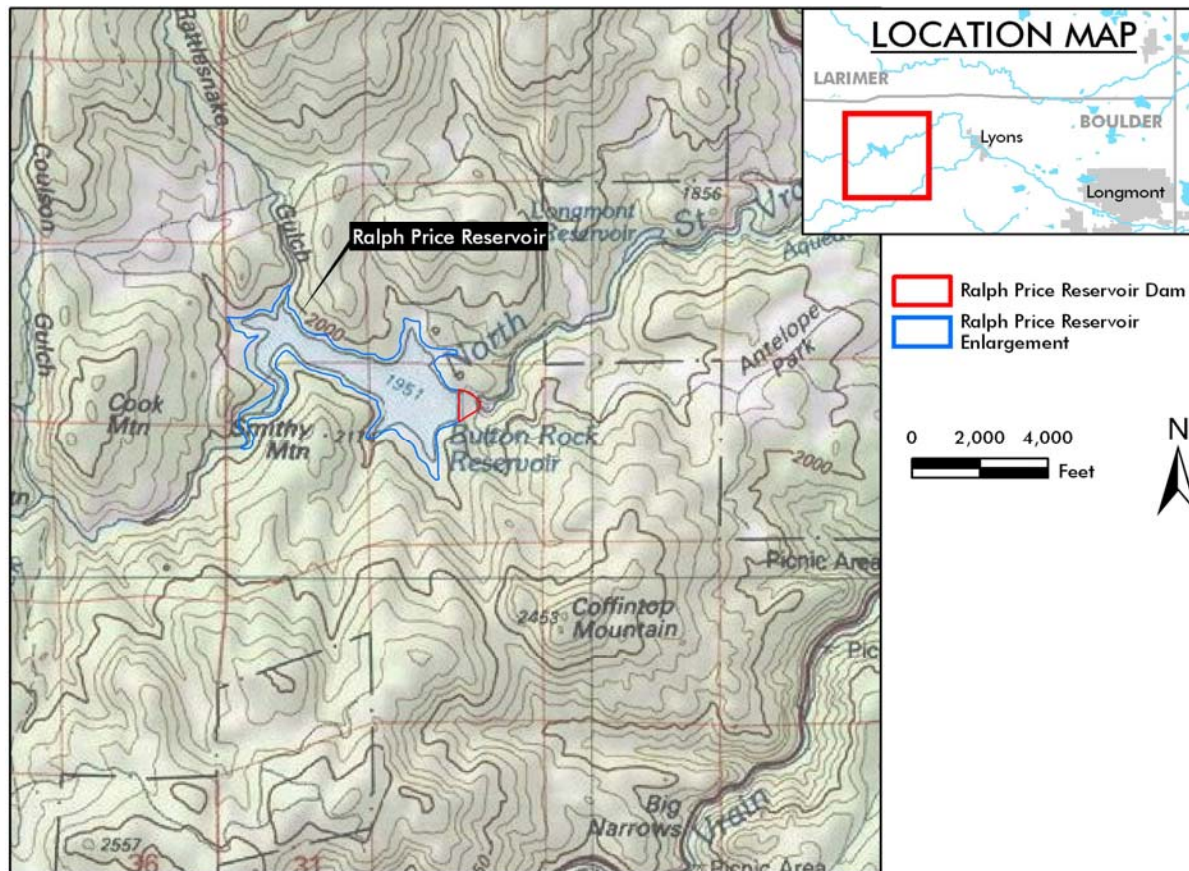 LOCATION MAP
LARIMER
BOULDER
Lyons
Longmont
Rattlesnake
Gulch
Coulson
Gulch
Ralph Price Reservoir
2000
1951
1856
Longmont
Reservoir
North
St
Antelope
Park
Cook
Mtn
Smithy
Mtn
Button Rock
Reservoir
2000
Picnic Area
2453
Coffintop
Mountain
Big
Narrows
Vrain
Picnic Area
2557
36
31
Ralph Price Reservoir Dam
Ralph Price Reservoir
Enlargement
0
2,000
4,000
Feet
N